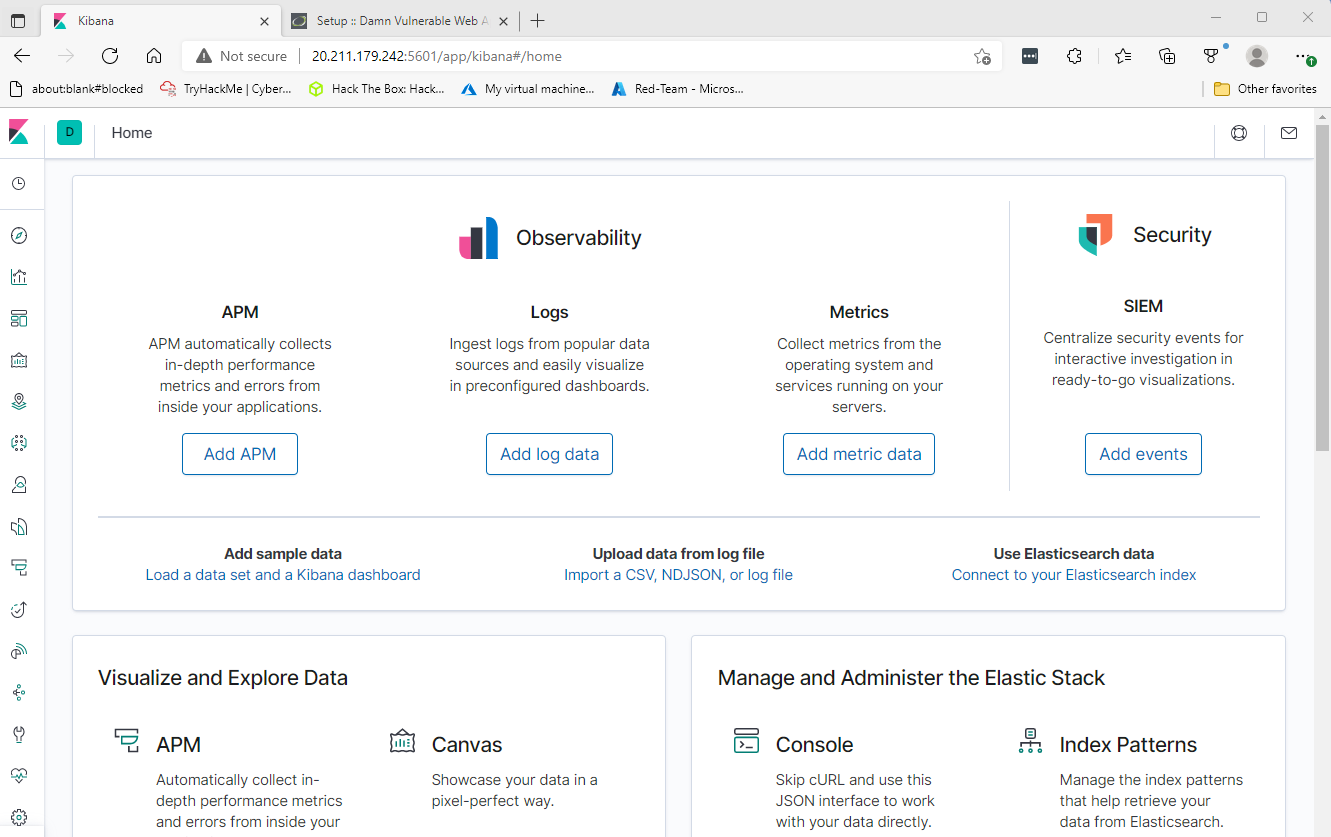 Kibana
Setup :: Damn Vulnerable Web A
Not secure
20.211.179.242:5601/app/kibana#/home
about:blank#blocked
TryHackMe | Cyber...
Hack The Box: Hack...
My virtual machine...
Red-Team - Micros...
Other favorites
D
Home
Observability
Security
APM
Logs
Metrics
SIEM
APM automatically collects
in-depth performance
metrics and errors from
inside your applications.
Ingest logs from popular data
sources and easily visualize
in preconfigured dashboards.
Collect metrics from the
operating system and
services running on your
servers.
Centralize security events for
interactive investigation in
ready-to-go visualizations.
Add APM
Add log data
Add metric data
Add events
Add sample data
Load a data set and a Kibana dashboard
Upload data from log file
Import a CSV, NDJSON, or log file
Use Elasticsearch data
Connect to your Elasticsearch index
Visualize and Explore Data
APM
Automatically collect in-
depth performance metrics
and errors from inside your
Canvas
Showcase your data in a
pixel-perfect way.
Manage and Administer the Elastic Stack
Console
Skip cURL and use this
JSON interface to work
with your data directly.
Index Patterns
Manage the index patterns
that help retrieve your
data from Elasticsearch.